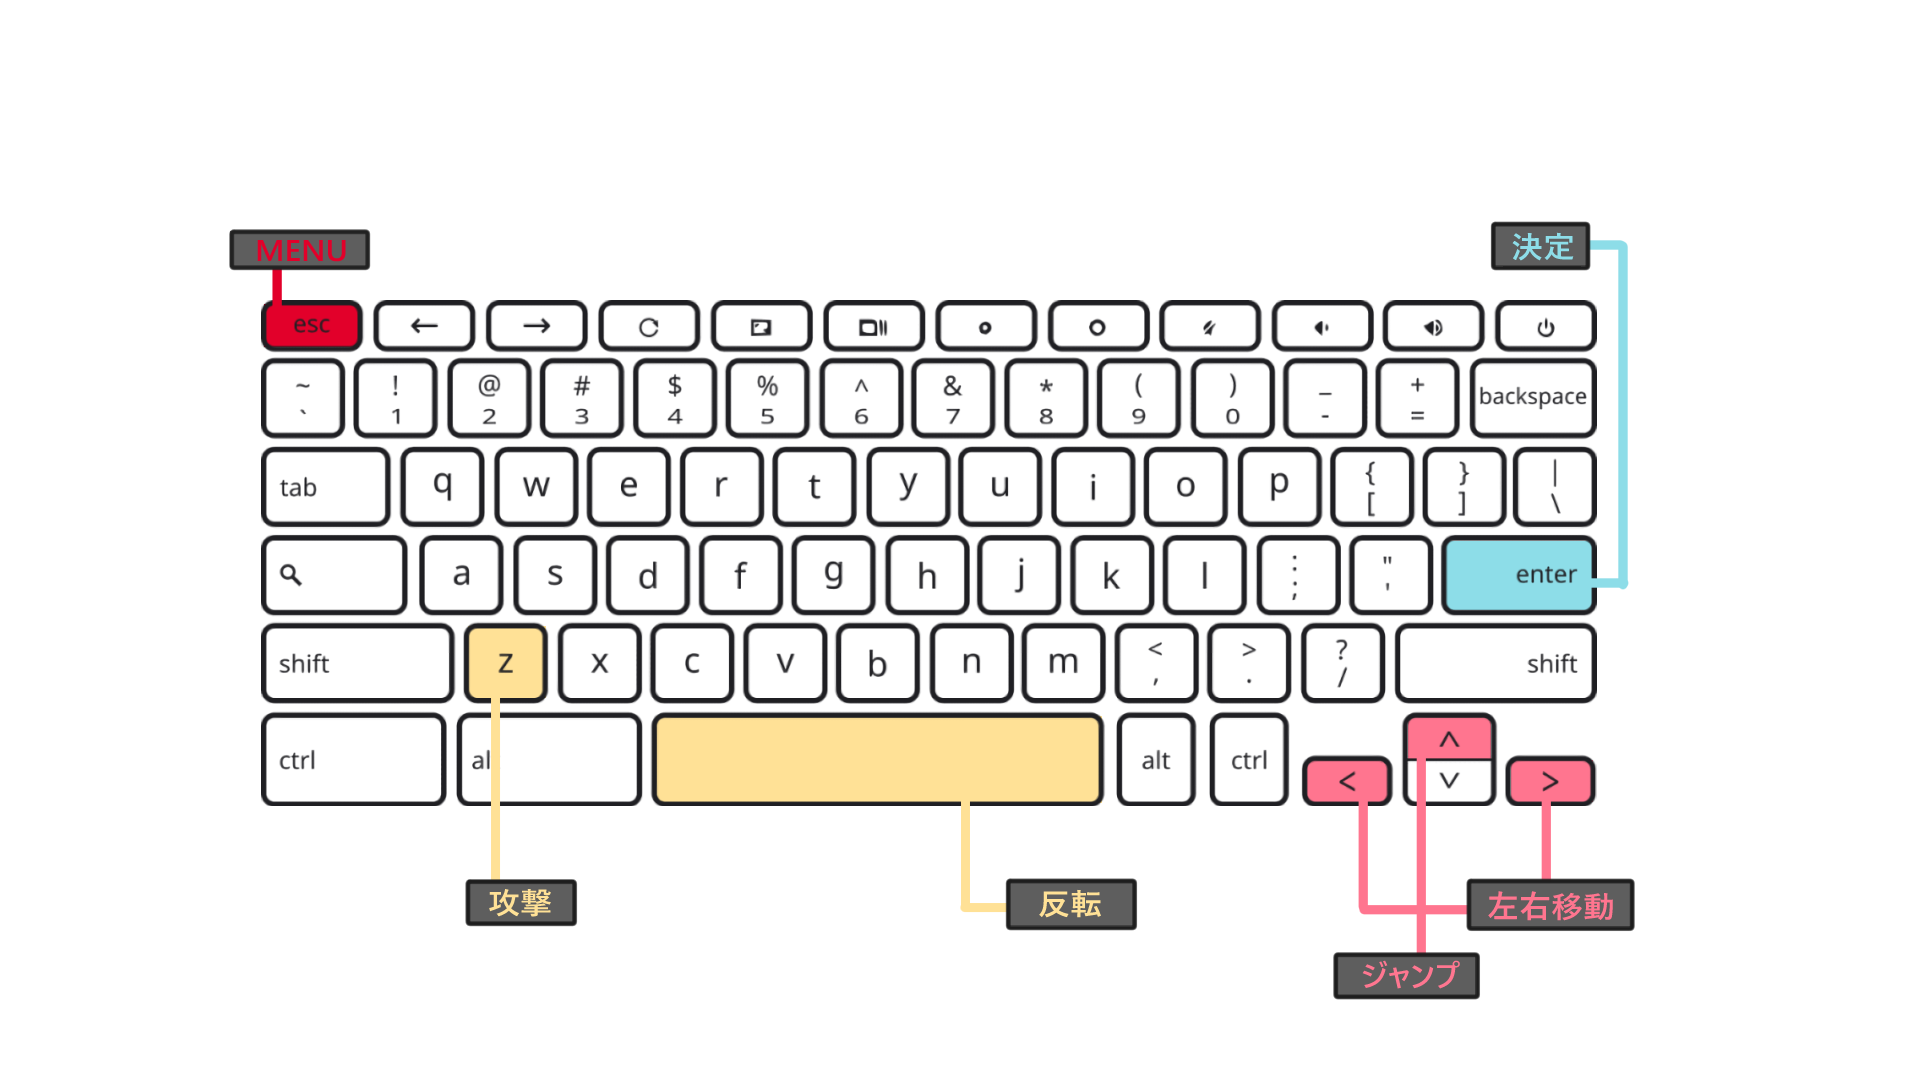 MENU
決定
esc
~ ! @ # $ % ^ & * ( ) _ +
` 1 2 3 4 5 6 7 8 9 0 - = backspace
tab q w e r t y u i o p { } |
[ ] \
a s d f g h j k l : " enter
; '
shift z x c v b n m < > ? shift
, . /
ctrl al alt ctrl < ^ >
v
攻撃
反転
左右移動
ジャンプ